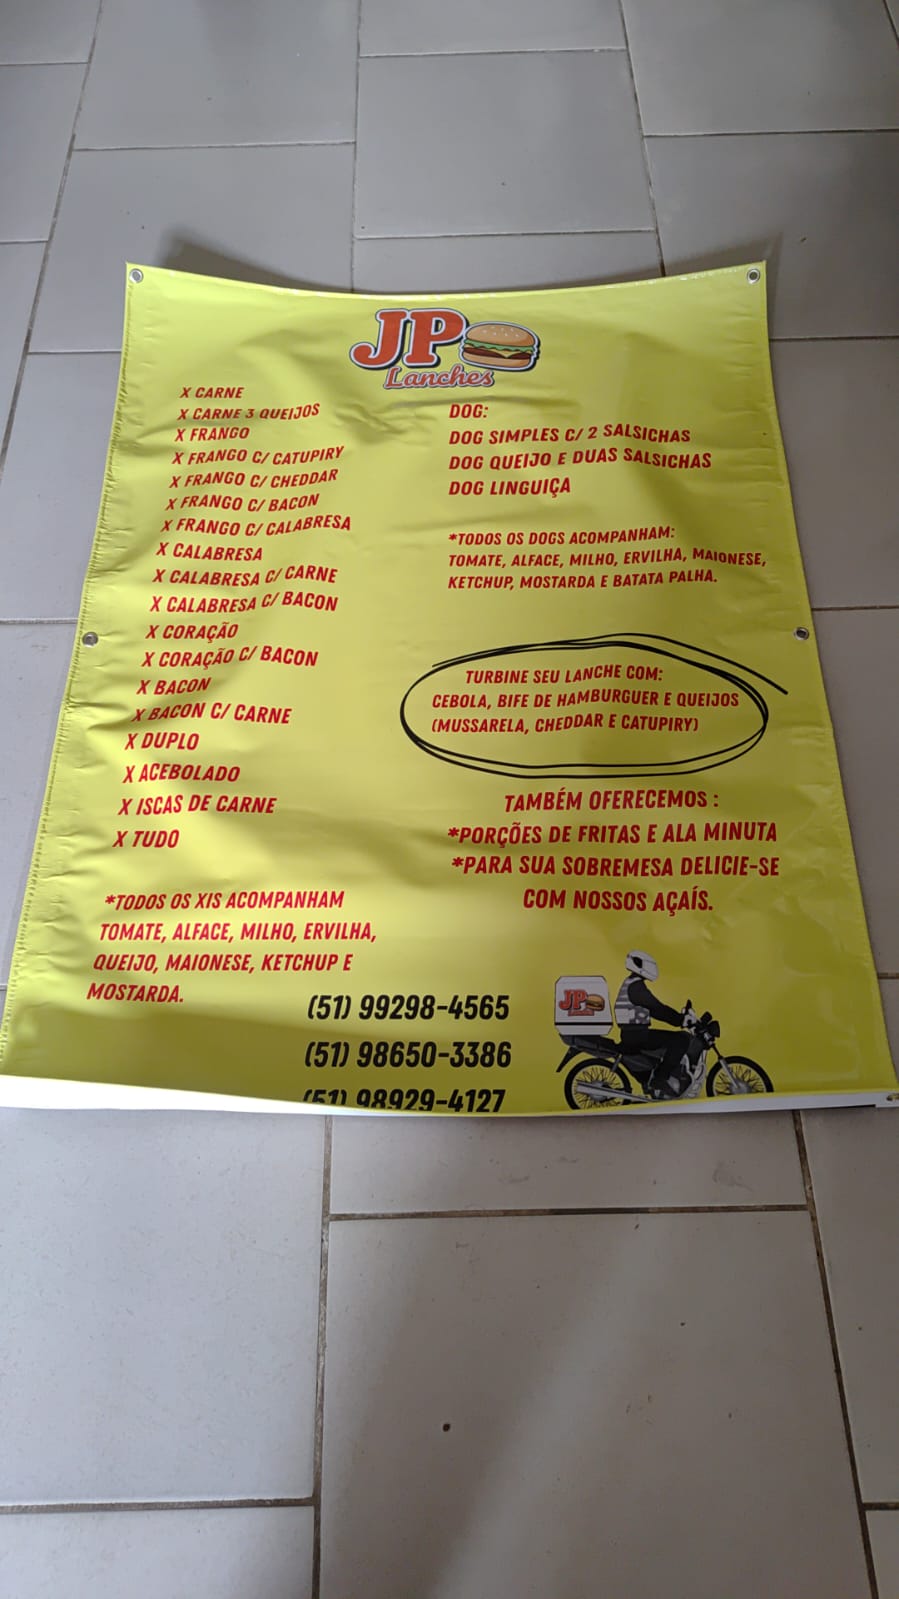 JP
Lanches
X CARNE
X CARNE 3 QUEIJOS
X FRANGO
X FRANGO C/ CATUPIRY
X FRANGO C/ CHEDDAR
X FRANGO C/ BACON
X FRANGO C/ CALABRESA
X CALABRESA
X CALABRESA C/ CARNE
X CALABRESA C/ BACON
X CORAÇÃO
X CORAÇÃO C/ BACON
X BACON
X BACON C/ CARNE
X DUPLO
X ACEBOLADO
X ISCAS DE CARNE
X TUDO
*TODOS OS XIS ACOMPANHAM
TOMATE, ALFACE, MILHO, ERVILHA,
QUEIJO, MAIONESE, KETCHUP E
MOSTARDA.
DOG:
DOG SIMPLES C/ 2 SALSICHAS
DOG QUEIJO E DUAS SALSICHAS
DOG LINGUIÇA
*TODOS OS DOGS ACOMPANHAM:
TOMATE, ALFACE, MILHO, ERVILHA, MAIONESE,
KETCHUP, MOSTARDA E BATATA PALHA.
TURBINE SEU LANCHE COM:
CEBOLA, BIFE DE HAMBURGUER E QUEIJOS
(MUSSARELA, CHEDDAR E CATUPIRY)
TAMBÉM OFERECEMOS :
*PORÇÕES DE FRITAS E ALA MINUTA
*PARA SUA SOBREMESA DELICIE-SE
COM NOSSOS AÇAÍS.
(51) 99298-4565
(51) 98650-3386
(51) 98929-4127
JP